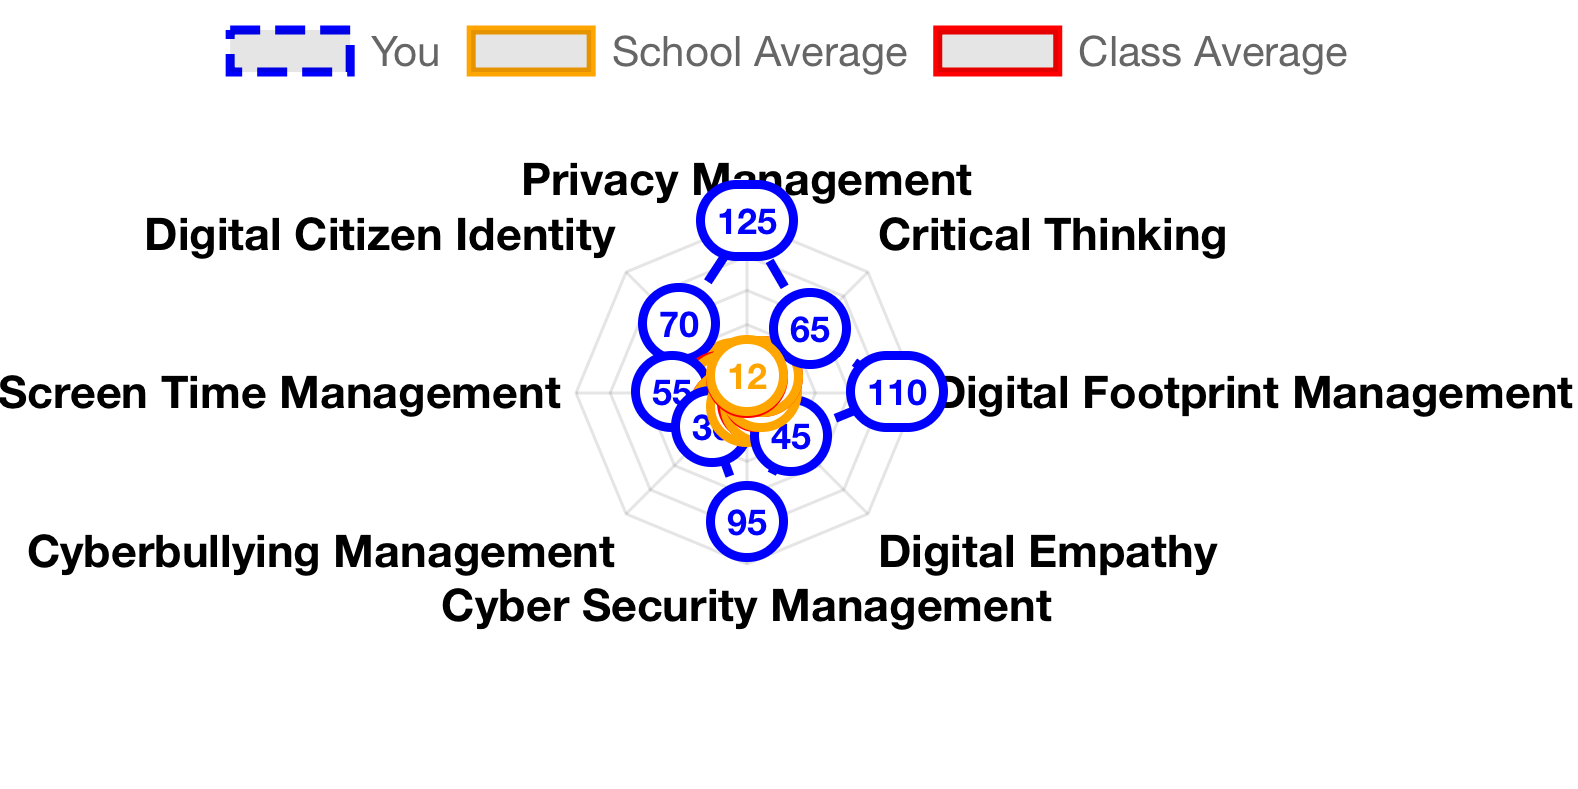 You School Average Class Average
Privacy Management
125
Digital Citizen Identity Critical Thinking
70 65
12
Screen Time Management 55 110 Digital Footprint Management
45
95
Cyberbullying Management Digital Empathy
Cyber Security Management